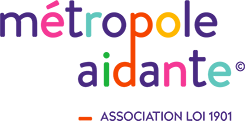 métropole
aidante©
ASSOCIATION LOI 1901